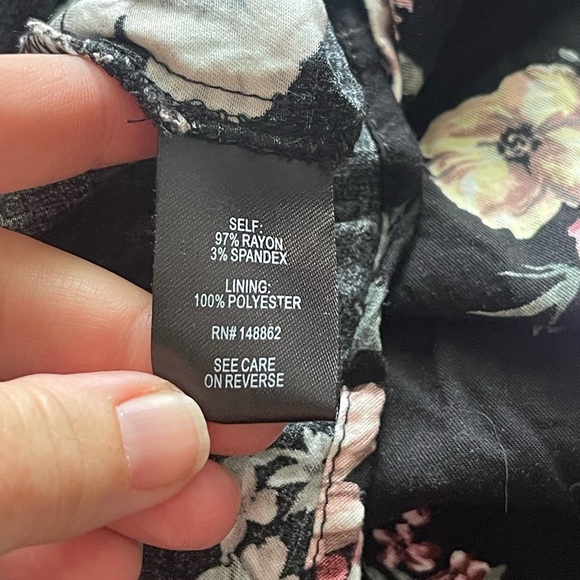 SELF:
97% RAYON
3% SPANDEX
LINING:
100% POLYESTER
RN# 148862
SEE CARE
ON REVERSE